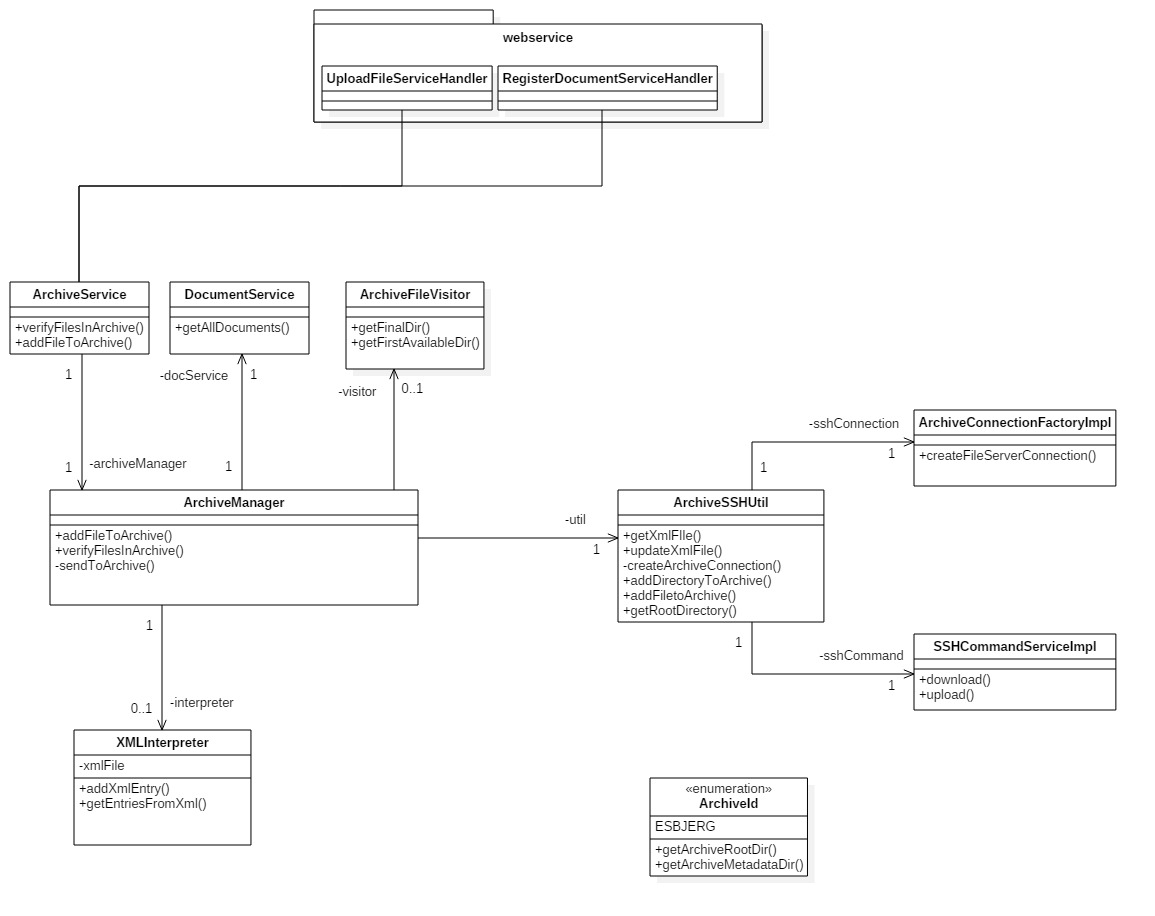 webservice
UploadFileServiceHandler
RegisterDocumentServiceHandler
ArchiveService
+verifyFilesInArchive()
+addFileToArchive()
DocumentService
+getAllDocuments()
ArchiveFileVisitor
+getFinalDir()
+getFirstAvailableDir()
1
-docService
1
-visitor
0..1
1
-archiveManager
1
ArchiveManager
+addFileToArchive()
+verifyFilesInArchive()
-sendToArchive()
-util
1
ArchiveSSHUtil
+getXmlFIle()
+updateXmlFile()
-createArchiveConnection()
+addDirectoryToArchive()
+addFiletoArchive()
+getRootDirectory()
-sshConnection
1
1
ArchiveConnectionFactoryImpl
+createFileServerConnection()
1
-sshCommand
1
SSHCommandServiceImpl
+download()
+upload()
1
-interpreter
0..1
XMLInterpreter
-xmlFile
+addXmlEntry()
+getEntriesFromXml()
«enumeration»
ArchiveId
ESBJERG
+getArchiveRootDir()
+getArchiveMetadataDir()